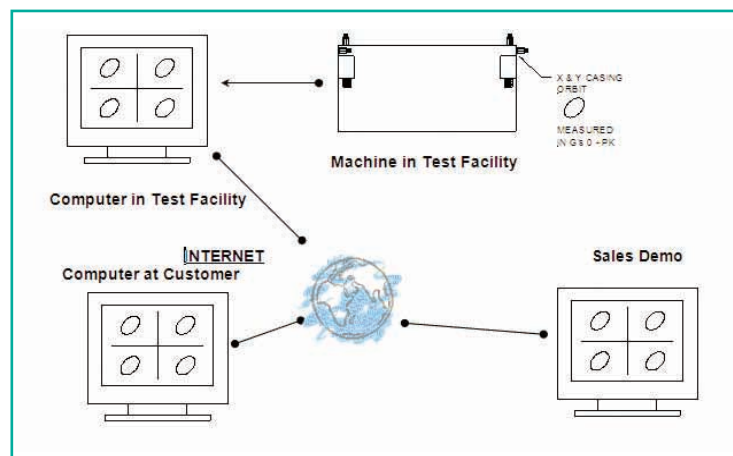 X & Y CASING
ORBIT
MEASURED
IN G's 0 - PK
Machine in Test Facility
Computer in Test Facility
INTERNET
Computer at Customer
Sales Demo